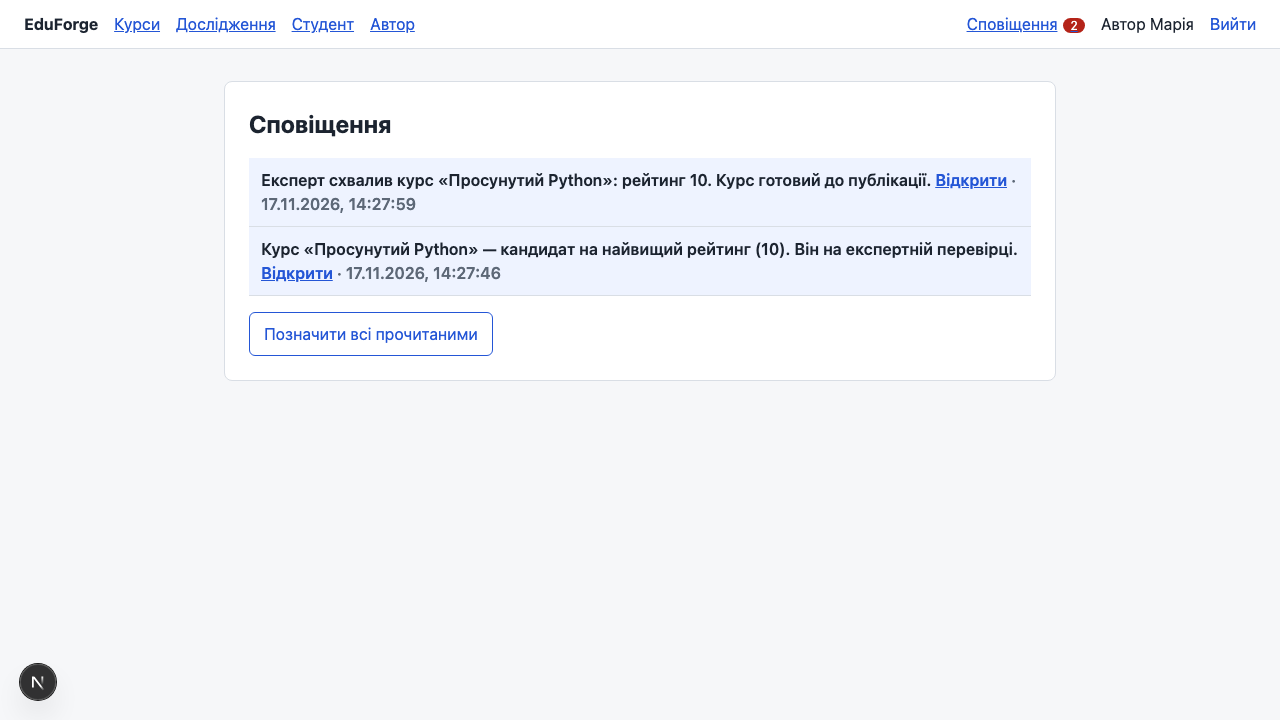 EduForge Курси Дослідження Студент Автор Сповіщення 2 Автор Марія Вийти
Сповіщення
Експерт схвалив курс «Просунутий Python»: рейтинг 10. Курс готовий до публікації. Відкрити ·
17.11.2026, 14:27:59
Курс «Просунутий Python» — кандидат на найвищий рейтинг (10). Він на експертній перевірці.
Відкрити · 17.11.2026, 14:27:46
Позначити всі прочитаними
N